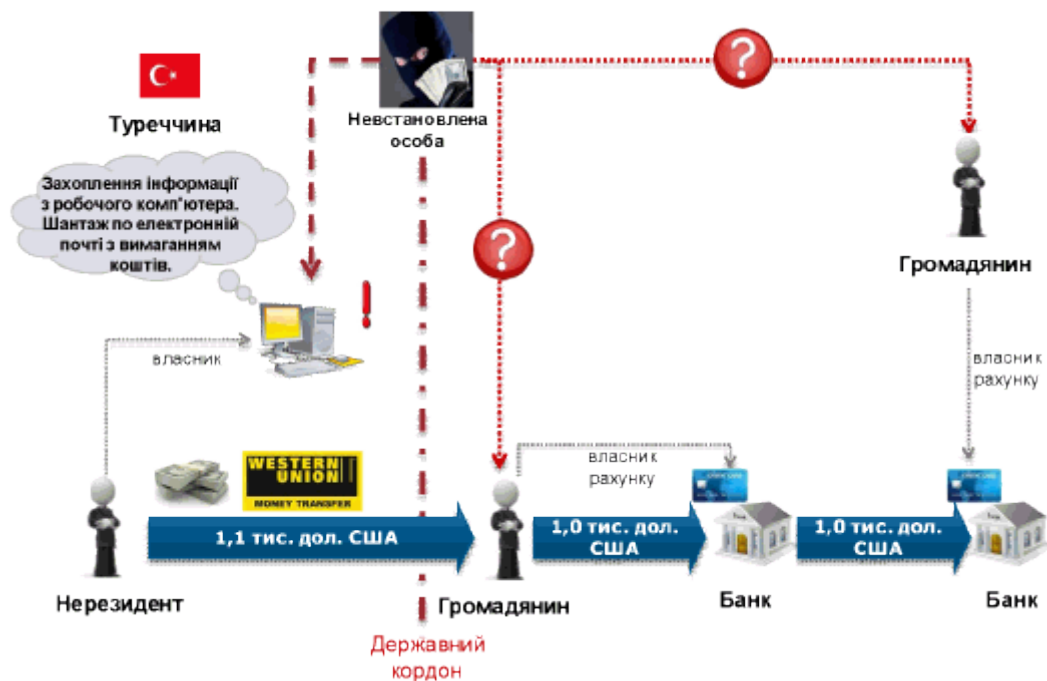 Туреччина
Невстановлена
особа
Захоплення інформації
з робочого комп'ютера.
Шантаж по електронній
почті з вимаганням
коштів.
?
?
!
Громадянин
власник
власник
рахунку
власник
рахунку
WESTERN
UNION
MONEY TRANSFER
1,1 тис. дол. США
1,0 тис. дол.
США
1,0 тис. дол.
США
Нерезидент
Громадянин
Банк
Банк
Державний
кордон